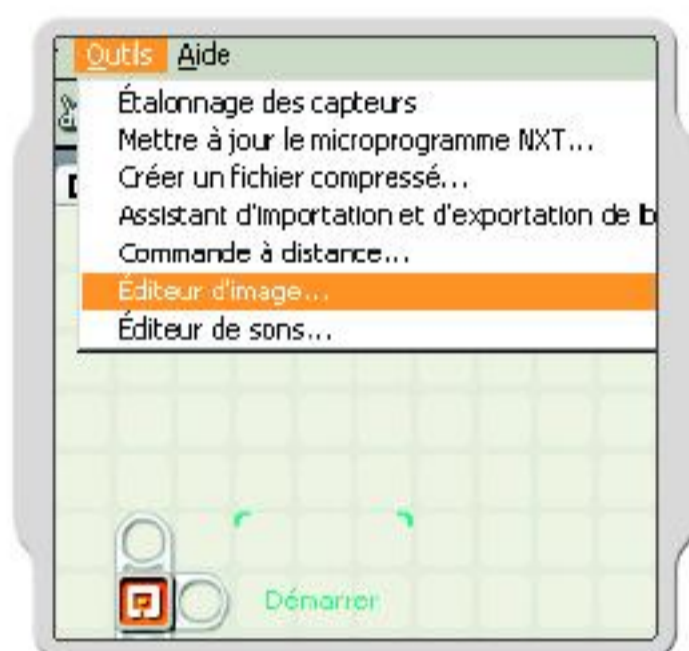 Outils Aide
Étalonnage des capteurs
Mettre à jour le microprogramme NXT...
Créer un fichier compressé...
Assistant d'importation et d'exportation de b
Commande à distance...
Éditeur d'image...
Éditeur de sons...
Démarrer